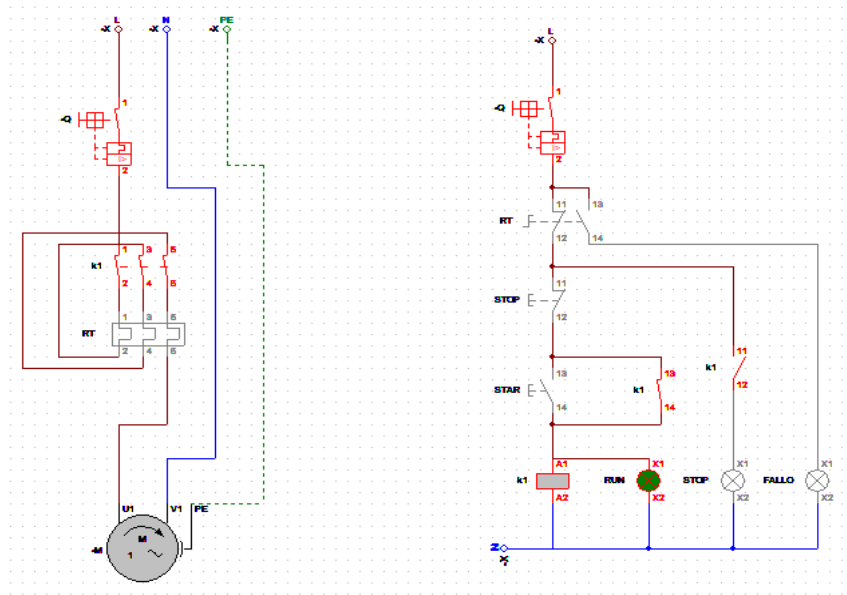 L N PE
-X -X -X
-Q
1
2
k1
1 3 5
2 4 6
RT
1 3 5
2 4 6
U1 V1 PE
-M
M
1
L
-X
-Q
1
2
RT
11 13
12 14
STOP
11
12
STAR
13
14
k1
13
14
k1
11
12
k1
A1
A2
RUN
X1
X2
STOP
X1
X2
FALLO
X1
X2